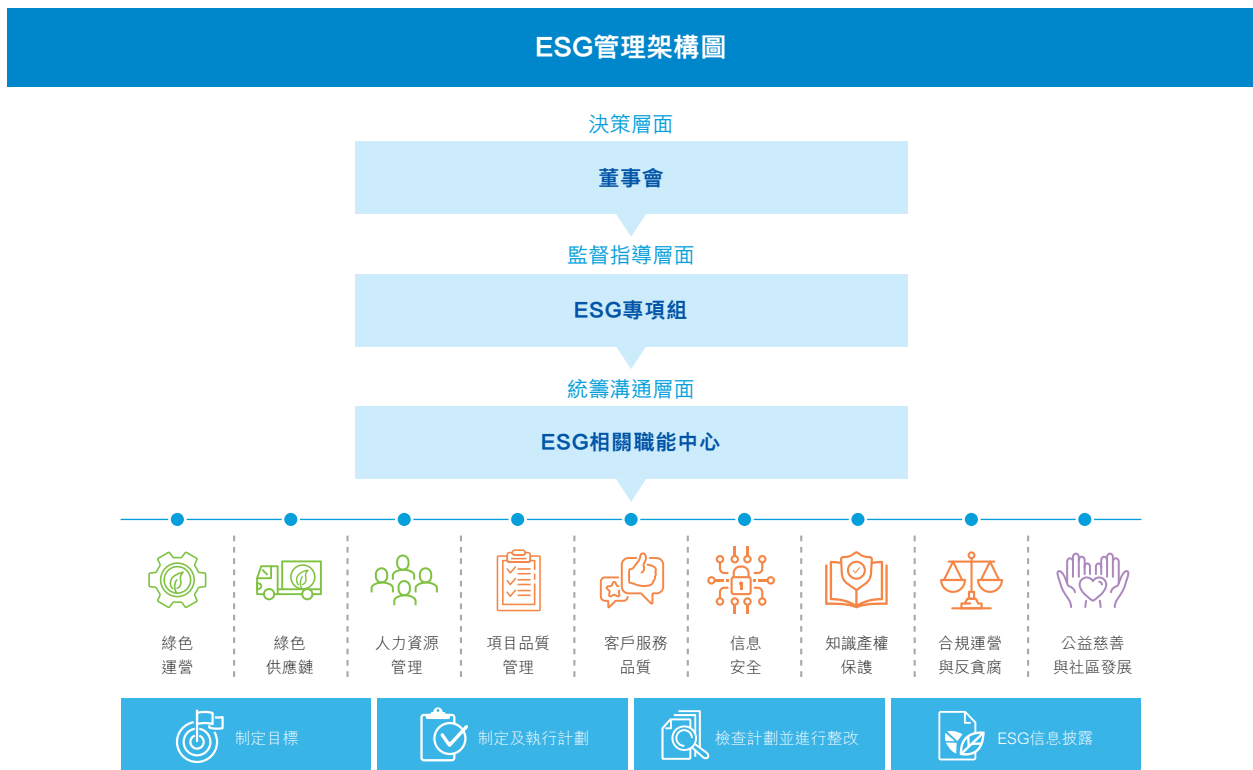 ESG管理架構圖
決策層面
董事會
監督指導層面
ESG專項組
統籌溝通層面
ESG相關職能中心
綠色
運營
綠色
供應鏈
人力資源
管理
項目品質
管理
客戶服務
品質
信息
安全
知識產權
保護
合規運營
與反貪腐
公益慈善
與社區發展
制定目標
制定及執行計劃
檢查計劃並進行整改
ESG信息披露